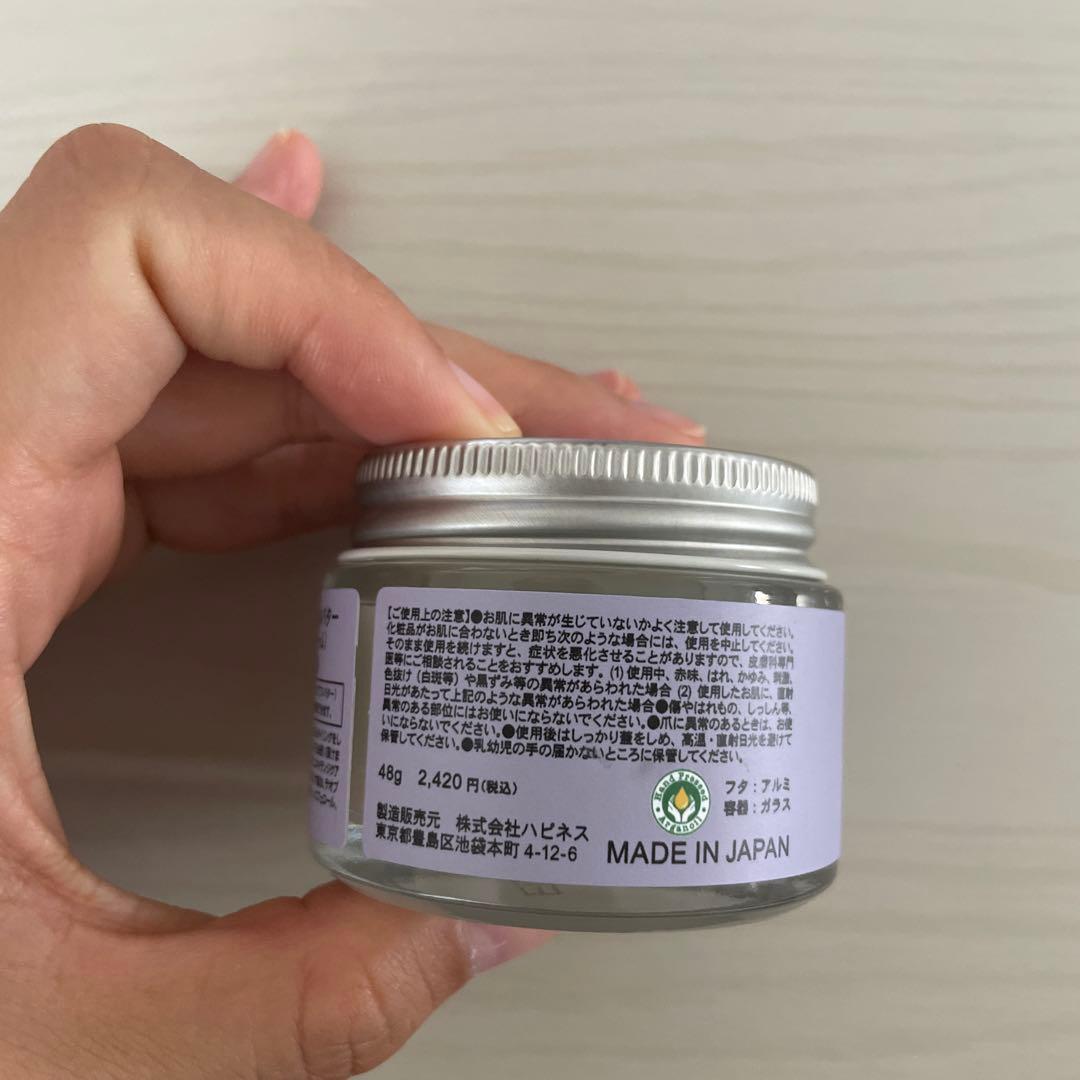 【ご使用上の注意】●お肌に異常が生じていないかよく注意して使用してください。
化粧品がお肌に合わないとき即ち次のような場合には、使用を中止してください。
そのまま使用を続けますと、症状を悪化させることがありますので、皮膚科専門
医等にご相談されることをおすすめします。(1) 使用中、赤味、はれ、かゆみ、刺激、
色抜け（白斑等）や黒ずみ等の異常があらわれた場合 (2) 使用したお肌に、直射
日光があたって上記のような異常があらわれた場合●傷やはれもの、しっしん等、
異常のある部位にはお使いにならないでください。●爪に異常のあるときは、お使
いにならないでください。●使用後はしっかり蓋をしめ、高温・直射日光を避けて
保管してください。●乳幼児の手の届かないところに保管してください。
48g 2,420円(税込)
Hand Pressed
Arganoil
フタ：アルミ
容器：ガラス
製造販売元 株式会社ハピネス
東京都豊島区池袋本町 4-12-6
MADE IN JAPAN